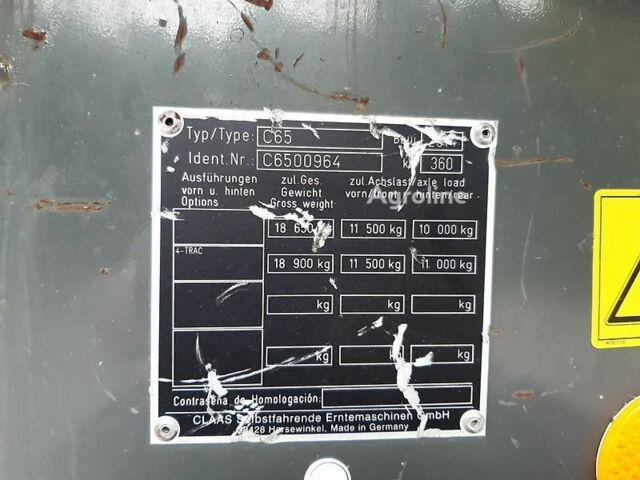 Typ/Type: C65
Ident.Nr.: C6500964 360
Ausführungen zul.Ges. zul Achslast/axle load
vorn u. hinten Gewicht vorn/front hinten/rear
Options Gross weight
18 650 11 500 kg 10 000 kg
4-TRAC 18 900 kg 11 500 kg 11 000 kg
kg kg kg
kg kg kg
Contraseña de Homologación:
CLAAS Selbstfahrende Erntemaschinen GmbH
Harsewinkel, Made in Germany
Agroline